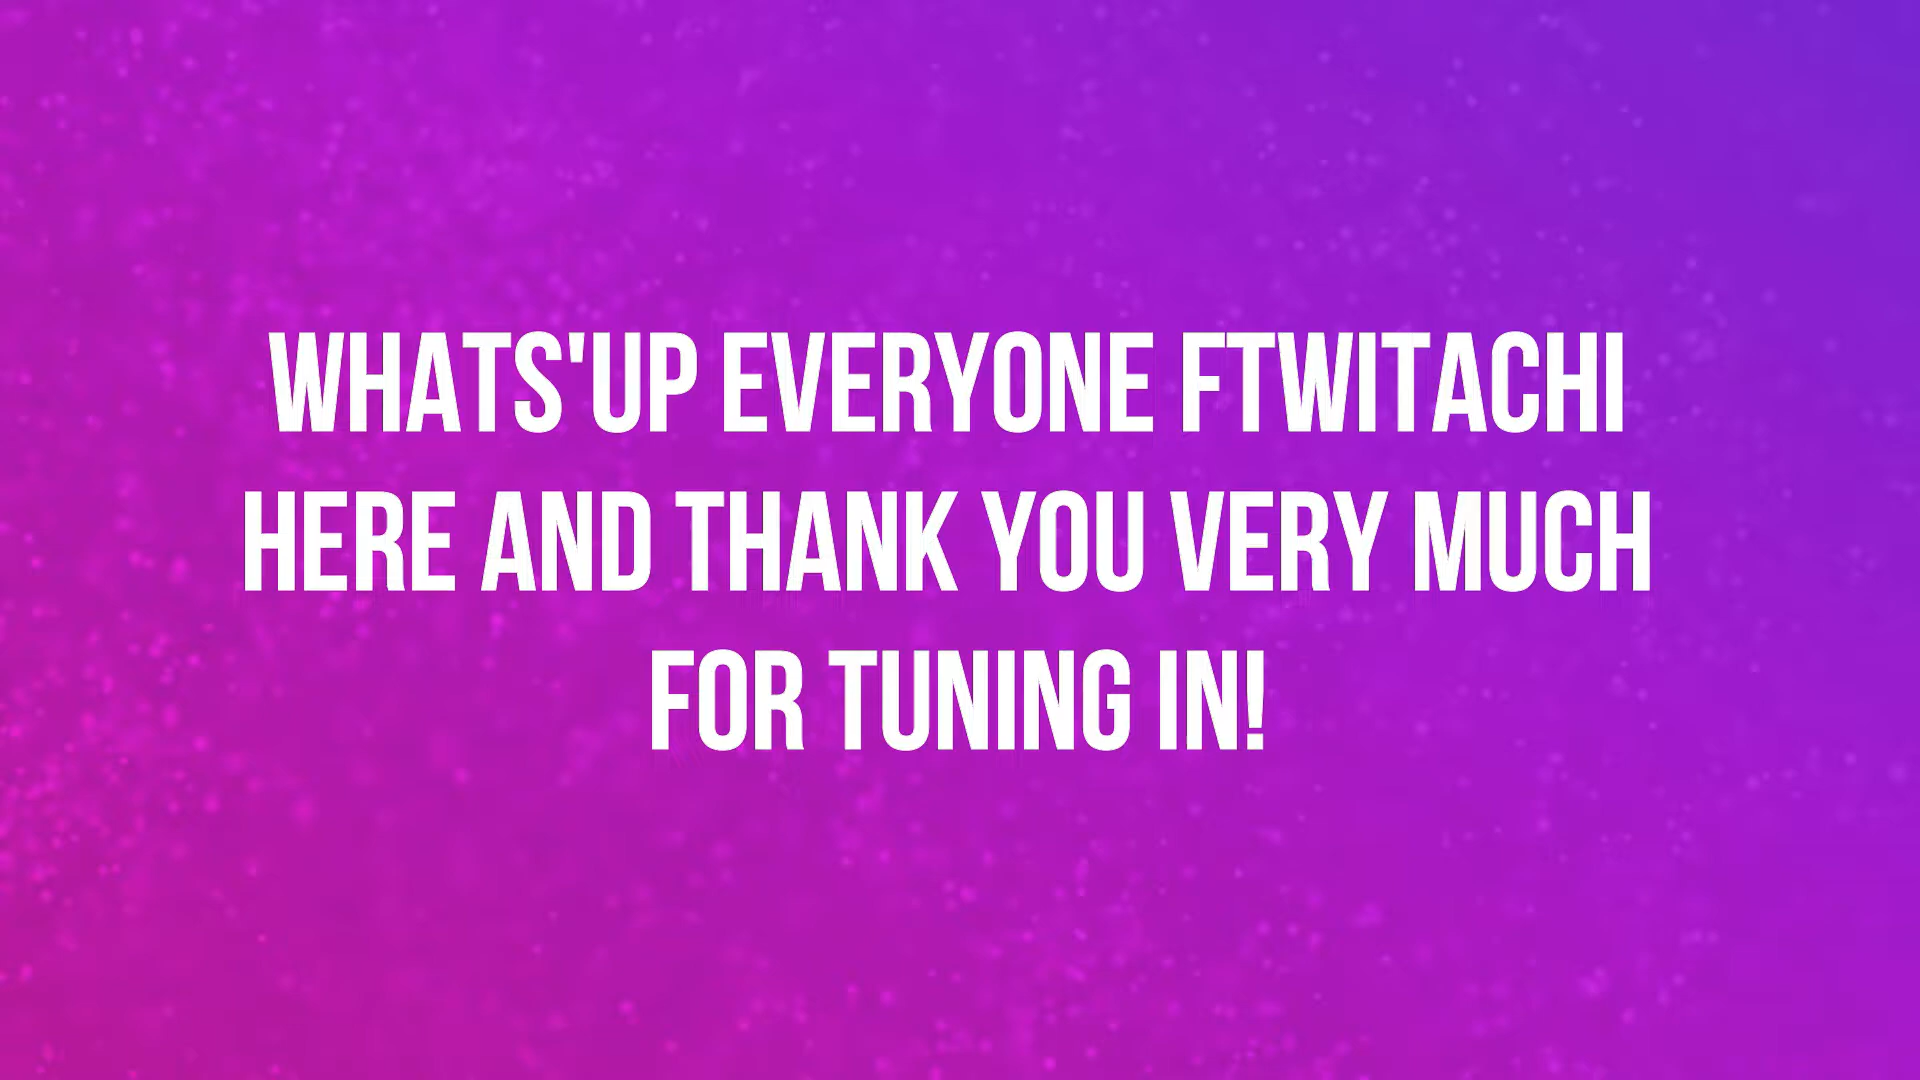 WHATS'UP EVERYONE FTWITACHI
HERE AND THANK YOU VERY MUCH
FOR TUNING IN!